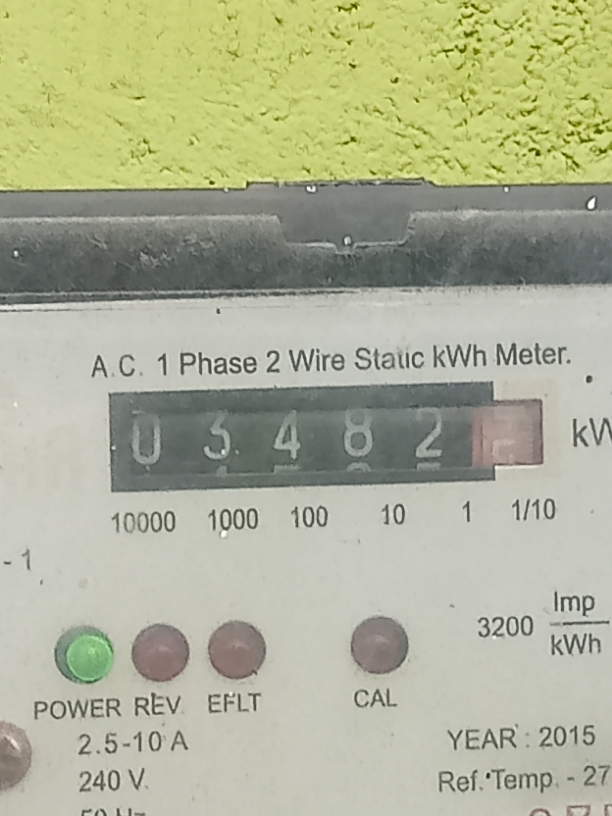 A.C. 1 Phase 2 Wire Static kWh Meter.
0 3 4 8 2
10000 1000 100 10 1 1/10
- 1
Imp
3200
kWh
POWER REV EFLT CAL
2.5-10 A
YEAR : 2015
240 V.
Ref. Temp. - 27